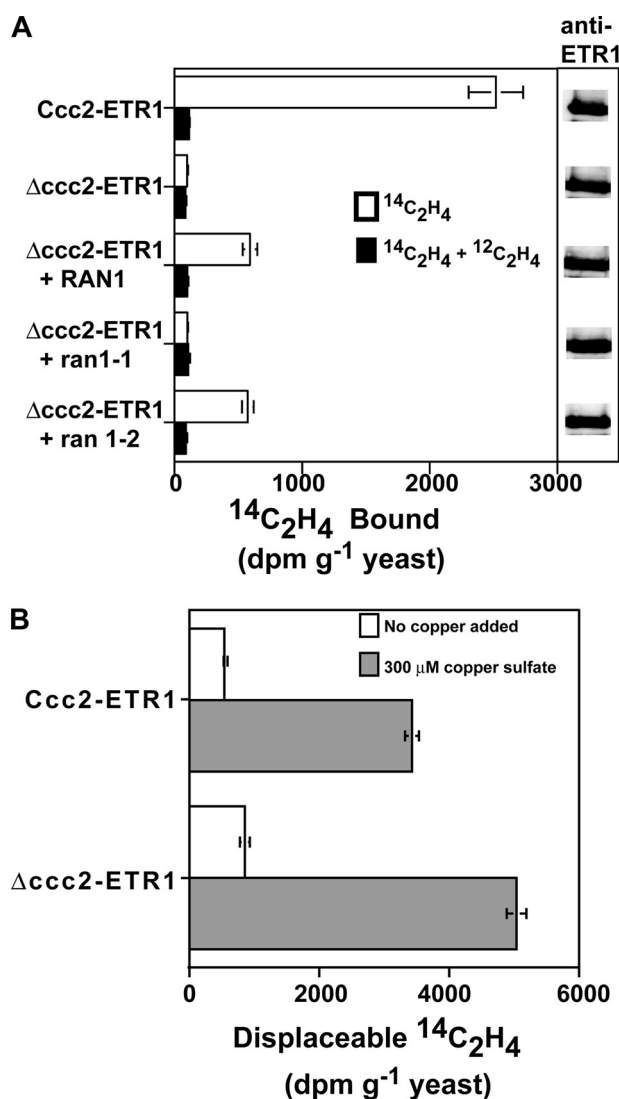 A
anti-
ETR1
Ccc2-ETR1
Δccc2-ETR1
Δccc2-ETR1
+ RAN1
Δccc2-ETR1
+ ran1-1
Δccc2-ETR1
+ ran 1-2
14C2H4
14C2H4 + 12C2H4
0 1000 2000 3000
14C2H4 Bound
(dpm g-1 yeast)
B
No copper added
300 μM copper sulfate
Ccc2-ETR1
Δccc2-ETR1
0 2000 4000 6000
Displaceable 14C2H4
(dpm g-1 yeast)